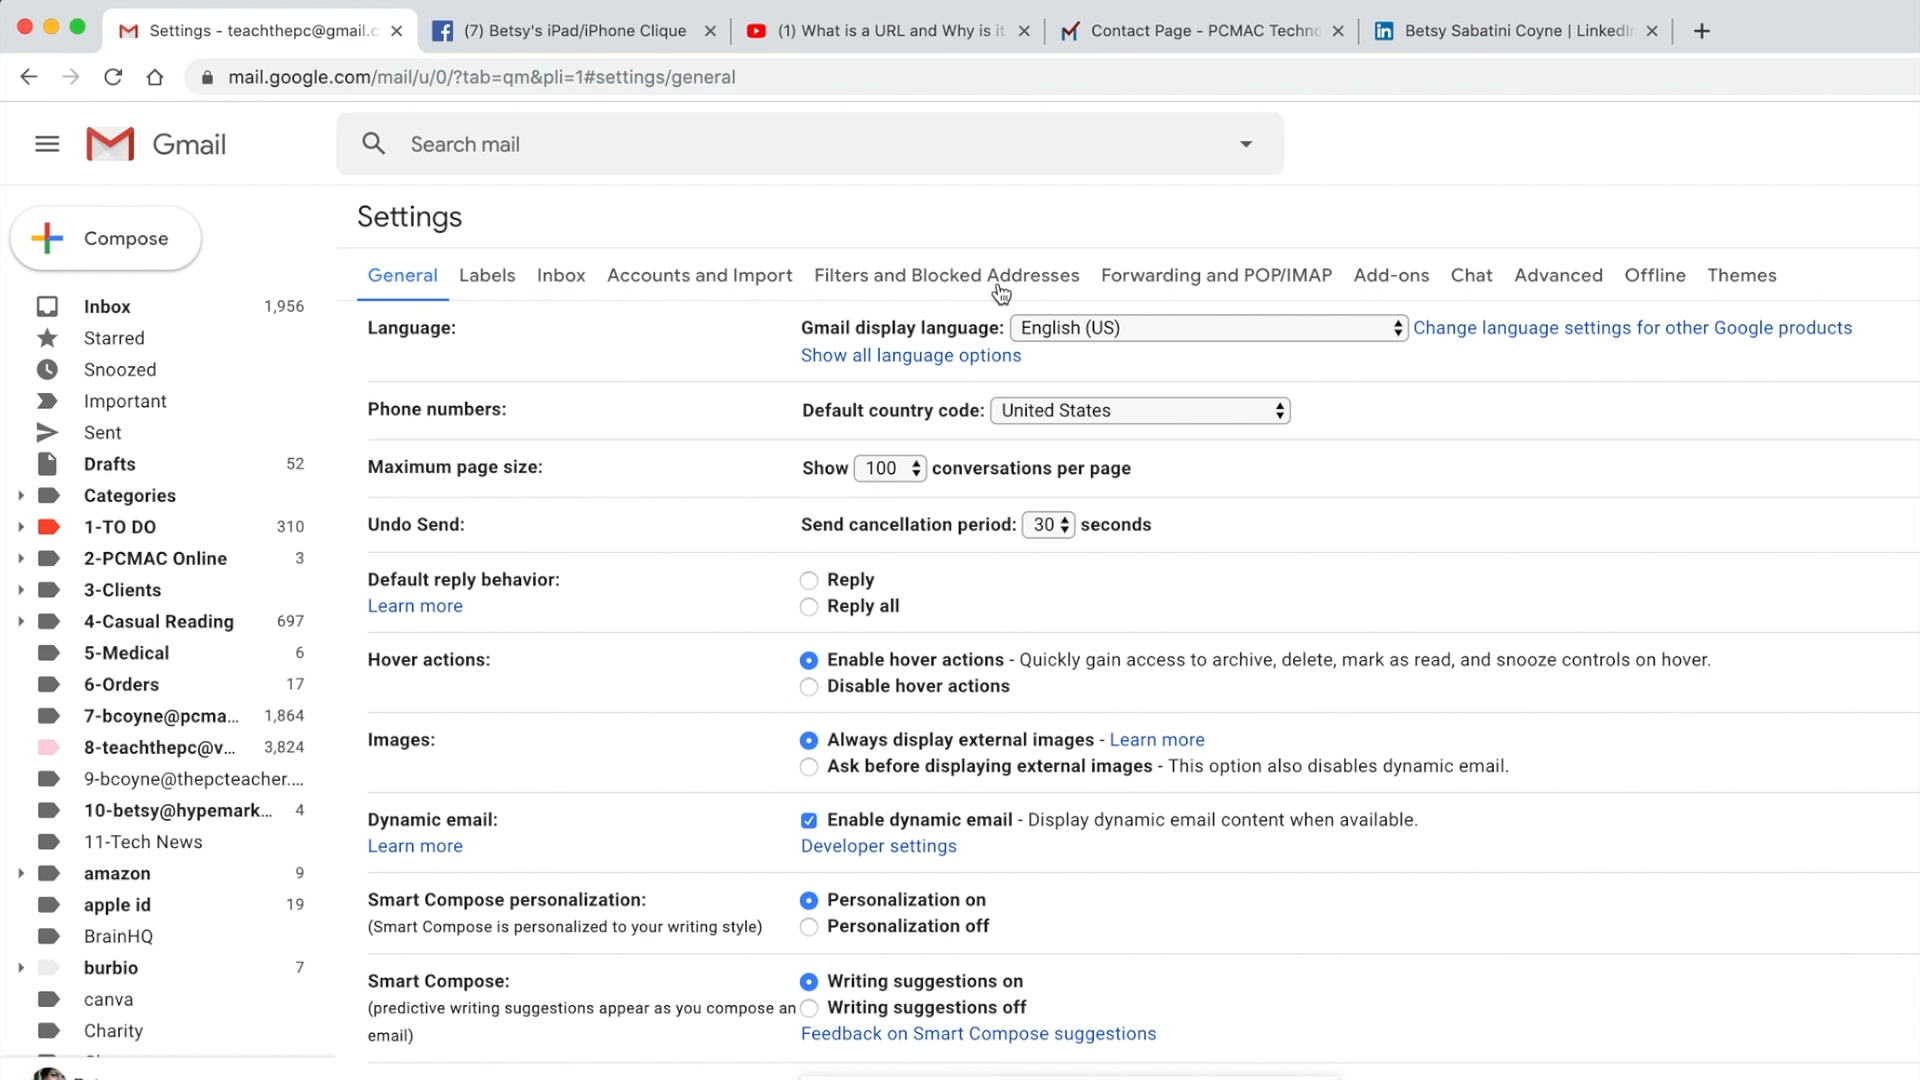 Settings - teachthepc@gmail.c
(7) Betsy's iPad/iPhone Clique
(1) What is a URL and Why is it
Contact Page - PCMAC Techno
Betsy Sabatini Coyne | LinkedIn
mail.google.com/mail/u/0/?tab=qm&pli=1#settings/general
Gmail
Search mail
Settings
Compose
General Labels Inbox Accounts and Import Filters and Blocked Addresses Forwarding and POP/IMAP Add-ons Chat Advanced Offline Themes
Inbox 1,956
Starred
Snoozed
Important
Sent
Drafts 52
Categories
1-TO DO 310
2-PCMAC Online 3
3-Clients
4-Casual Reading 697
5-Medical 6
6-Orders 17
7-bcoyne@pcma... 1,864
8-teachthepc@v... 3,824
9-bcoyne@thepcteacher....
10-betsy@hypemark... 4
11-Tech News
amazon 9
apple id 19
BrainHQ
burbio 7
canva
Charity
Language: Gmail display language: English (US) Change language settings for other Google products
Show all language options
Phone numbers: Default country code: United States
Maximum page size: Show 100 conversations per page
Undo Send: Send cancellation period: 30 seconds
Default reply behavior: Reply
Learn more Reply all
Hover actions: Enable hover actions - Quickly gain access to archive, delete, mark as read, and snooze controls on hover.
Disable hover actions
Images: Always display external images - Learn more
Ask before displaying external images - This option also disables dynamic email.
Dynamic email: Enable dynamic email - Display dynamic email content when available.
Learn more Developer settings
Smart Compose personalization: Personalization on
(Smart Compose is personalized to your writing style) Personalization off
Smart Compose: Writing suggestions on
(predictive writing suggestions appear as you compose an Writing suggestions off
email) Feedback on Smart Compose suggestions